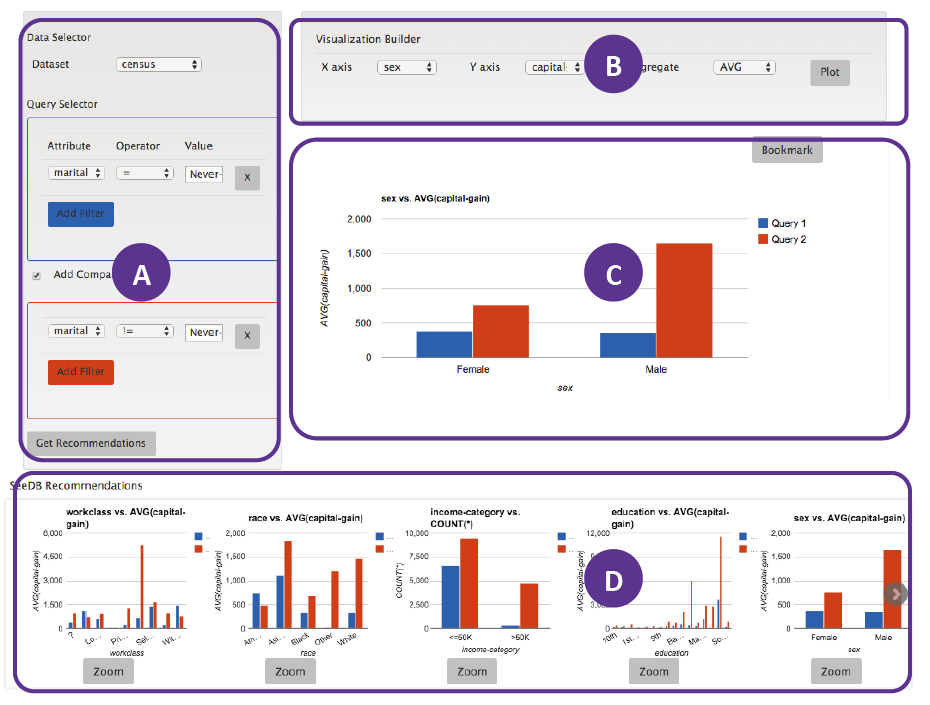 Data Selector
Dataset census
Query Selector
Attribute Operator Value
marital = Never- X
Add Filter
Add Compa
A
marital != Never- X
Add Filter
Get Recommendations
Visualization Builder
X axis sex Y axis capital- B gregate AVG Plot
Bookmark
sex vs. AVG(capital-gain)
AVG(capital-gain)
2,000
1,500
1,000
500
0
Female Male
sex
Query 1
Query 2
C
SeeDB Recommendations
D
workclass vs. AVG(capital-
gain)
AVG(capital-gain)
6,000
4,500
3,000
1,500
0
? Lo... Pri... Sel... Wi...
workclass
... 
...
Zoom
race vs. AVG(capital-gain)
AVG(capital-gain)
2,000
1,500
1,000
500
0
Am... Asi... Black Other White
race
...
...
Zoom
income-category vs.
COUNT(*)
COUNT(*)
10,000
7,500
5,000
2,500
0
<=50K >50K
income-category
...
...
Zoom
education vs. AVG(capital-
gain)
AVG(capital-gain)
12,000
3,0
0
10th 1st... 9th Ba... Ma... So...
education
...
...
Zoom
sex vs. AVG(capital-gain)
AVG(capital-gain)
2,000
1,500
1,000
500
0
Female Male
sex
Zoom